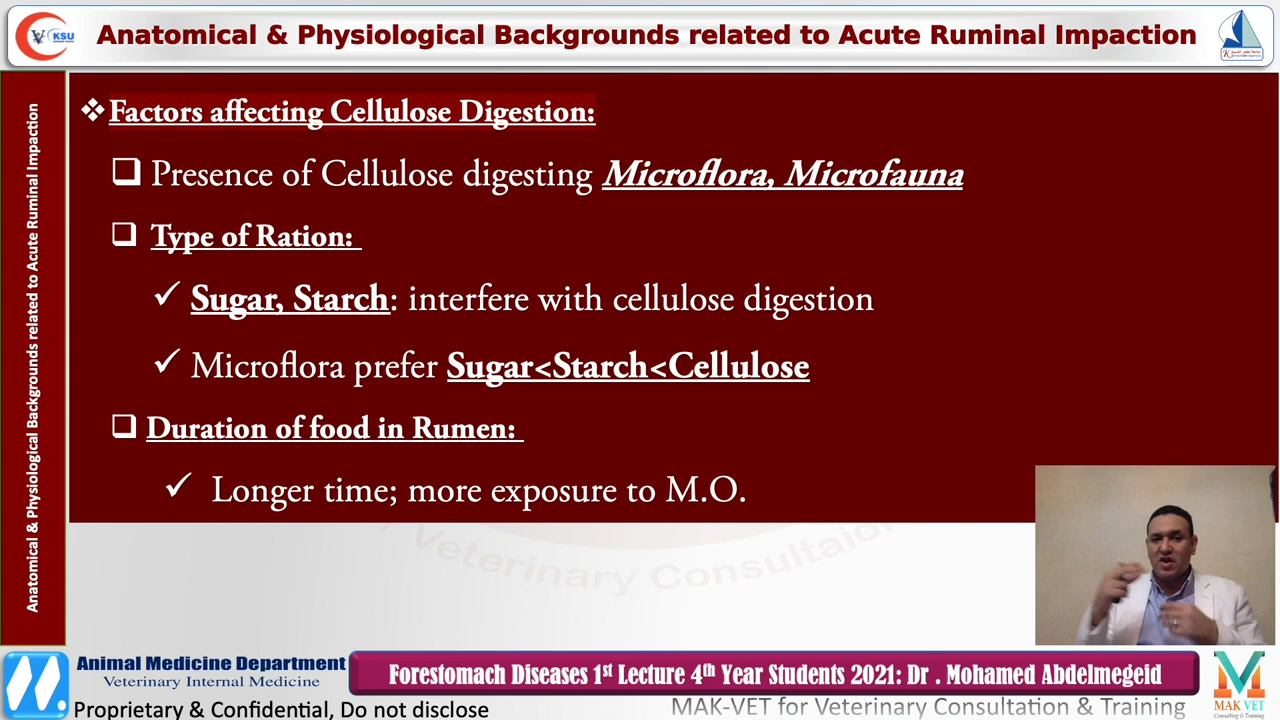 KSU
Anatomical & Physiological Backgrounds related to Acute Ruminal Impaction
Anatomical & Physiological Backgrounds related to Acute Ruminal Impaction
❖Factors affecting Cellulose Digestion:
❑ Presence of Cellulose digesting Microflora, Microfauna
❑ Type of Ration:
✓ Sugar, Starch: interfere with cellulose digestion
✓ Microflora prefer Sugar<Starch<Cellulose
❑ Duration of food in Rumen:
✓ Longer time; more exposure to M.O.
Veterinary Consultaion
Animal Medicine Department
Veterinary Internal Medicine
Forestomach Diseases 1st Lecture 4th Year Students 2021: Dr . Mohamed Abdelmegeid
MAK VET
Consulting & Training
Proprietary & Confidential, Do not disclose
MAK-VET for Veterinary Consultation & Training